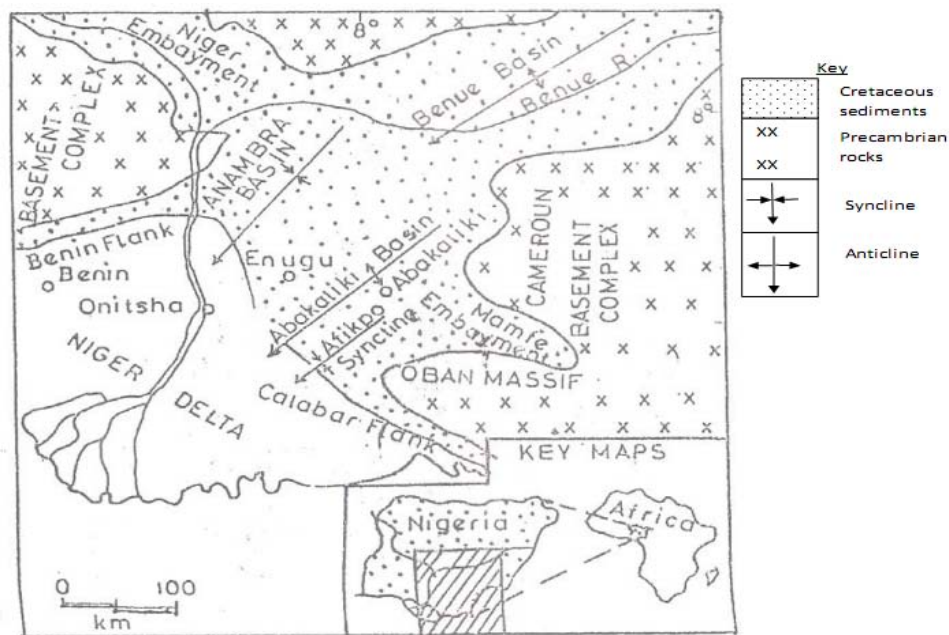 8°
Niger
Embayment
Benue Basin
Benue R.
8°
BASEMENT
COMPLEX
ANAMBRA
BASIN
Benin Flank
Benin
Enugu
Onitsha
Abakaliki Basin
Abakaliki
Afikpo
Syncline
Mamfe
Embayment
CAMEROUN
BASEMENT
COMPLEX
OBAN MASSIF
NIGER
DELTA
Calabar Flank
KEY MAPS
Nigeria
Africa
0 100
km
Key
Cretaceous
sediments
Precambrian
rocks
Syncline
Anticline